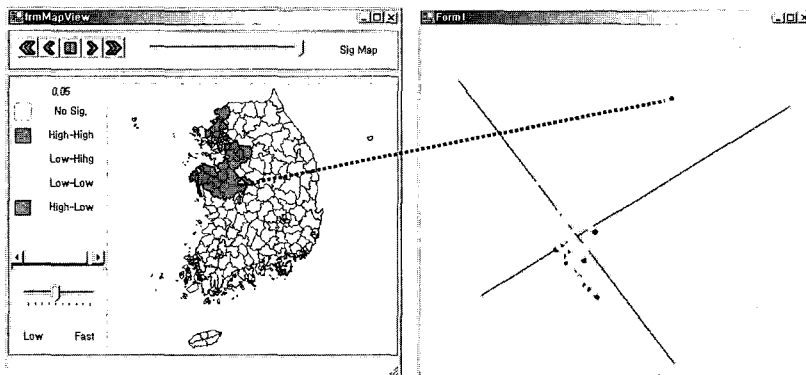 frmMapView
Sig Map
0.05
No Sig.
High-High
Low-Hihg
Low-Low
High-Low
Low Fast
Form1